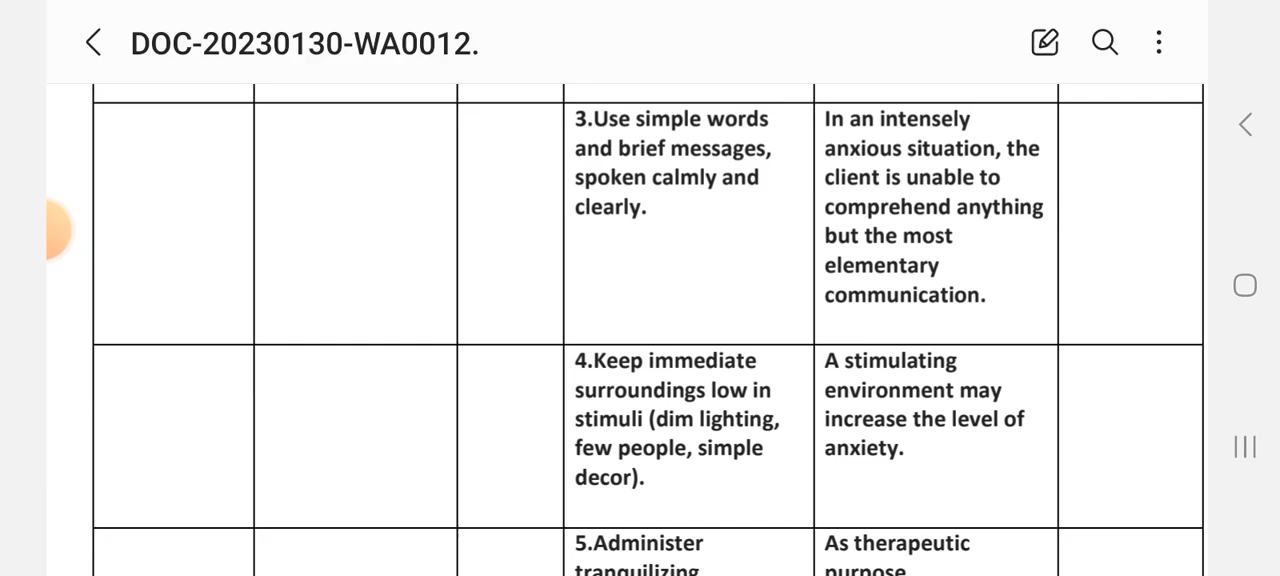 DOC-20230130-WA0012.
3.Use simple words
and brief messages,
spoken calmly and
clearly.
In an intensely
anxious situation, the
client is unable to
comprehend anything
but the most
elementary
communication.
4.Keep immediate
surroundings low in
stimuli (dim lighting,
few people, simple
decor).
A stimulating
environment may
increase the level of
anxiety.
5.Administer
tranquilizing
As therapeutic
purpose